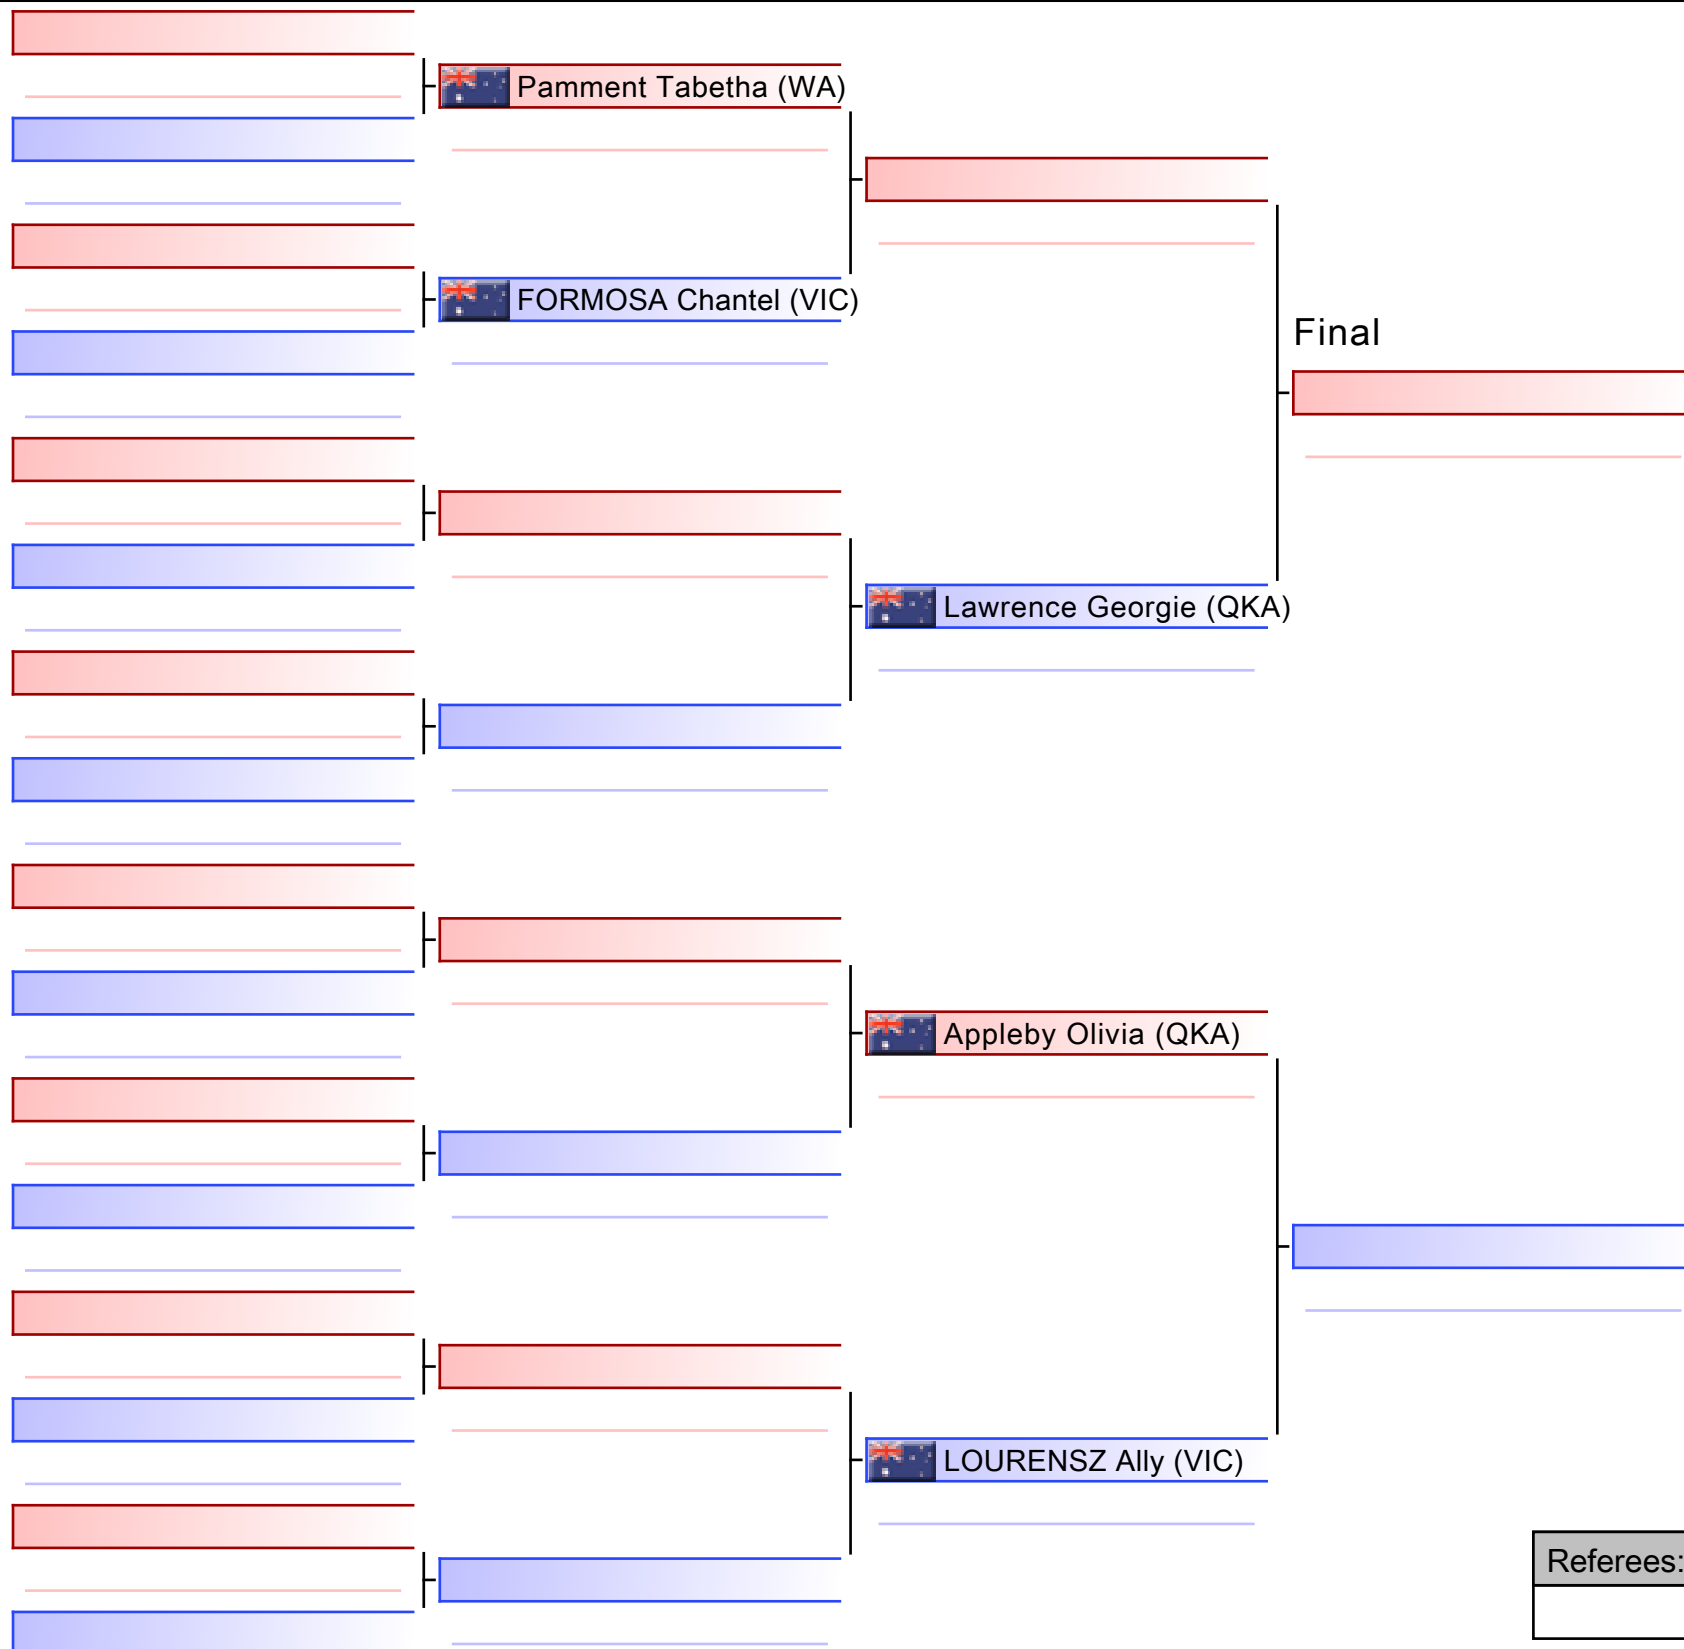 Pamment Tabetha (WA)
FORMOSA Chantel (VIC)
Final
Lawrence Georgie (QKA)
Appleby Olivia (QKA)
LOURENSZ Ally (VIC)
Referees: